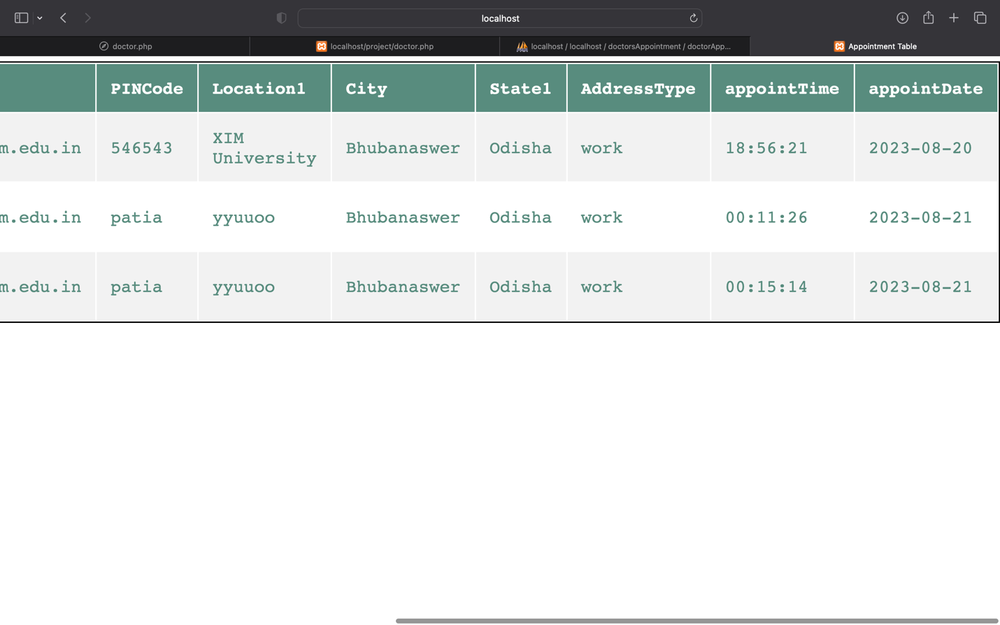 localhost
doctor.php
localhost/project/doctor.php
localhost / localhost / doctorsAppointment / doctorApp...
Appointment Table
PINCode Location1 City State1 AddressType appointTime appointDate
m.edu.in 546543 XIM University Bhubanaswer Odisha work 18:56:21 2023-08-20
m.edu.in patia yyuuoo Bhubanaswer Odisha work 00:11:26 2023-08-21
m.edu.in patia yyuuoo Bhubanaswer Odisha work 00:15:14 2023-08-21